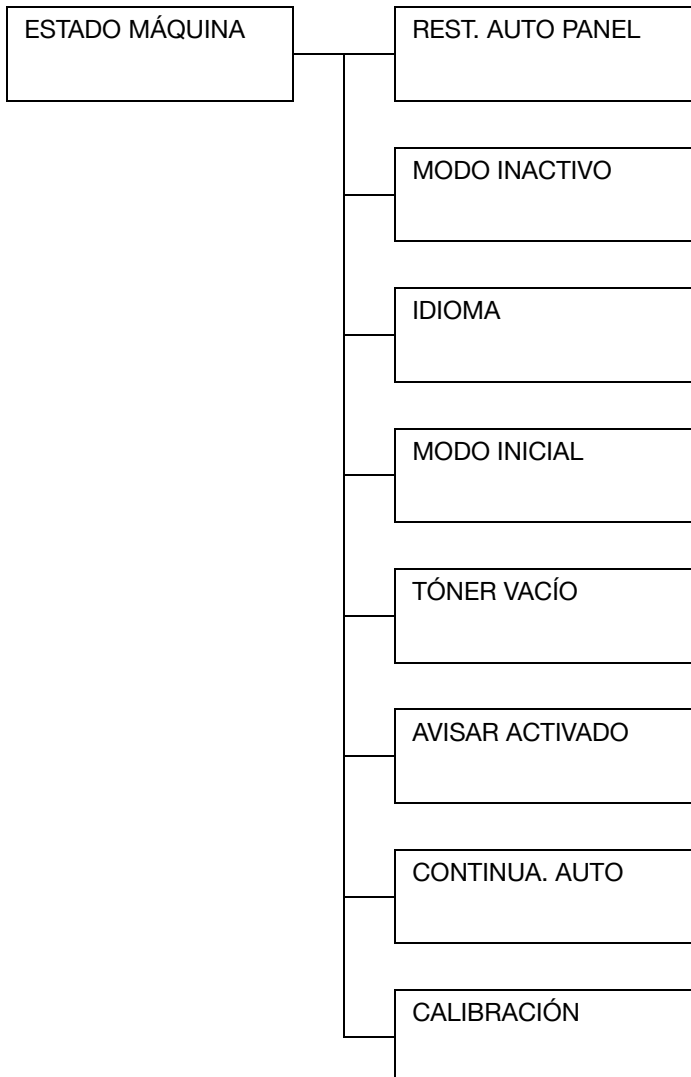 ESTADO MÁQUINA
REST. AUTO PANEL
MODO INACTIVO
IDIOMA
MODO INICIAL
TÓNER VACÍO
AVISAR ACTIVADO
CONTINUA. AUTO
CALIBRACIÓN